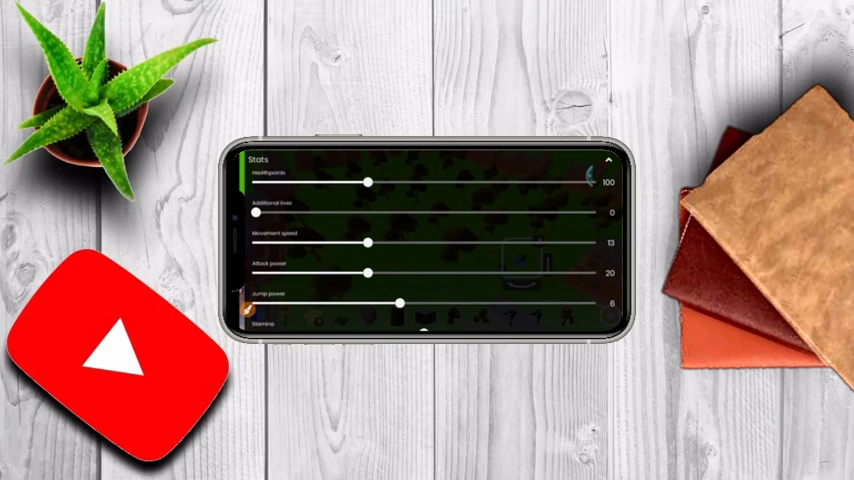 Stats
Healthpoints
100
Additional lives
0
Movement speed
13
Attack power
20
Jump power
6
Stamina